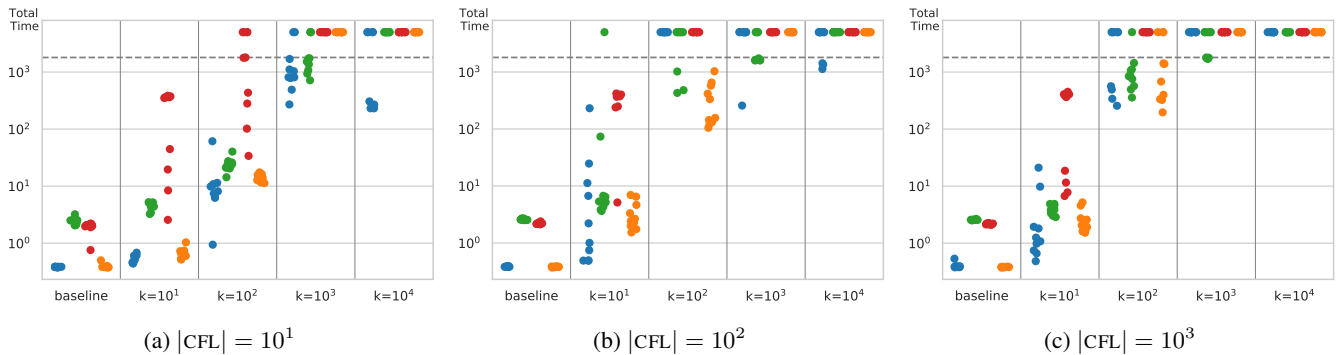 Total
Time
10³
10²
10¹
10⁰
baseline k=10¹ k=10² k=10³ k=10⁴
(a) |CFL| = 10¹
Total
Time
10³
10²
10¹
10⁰
baseline k=10¹ k=10² k=10³ k=10⁴
(b) |CFL| = 10²
Total
Time
10³
10²
10¹
10⁰
baseline k=10¹ k=10² k=10³ k=10⁴
(c) |CFL| = 10³